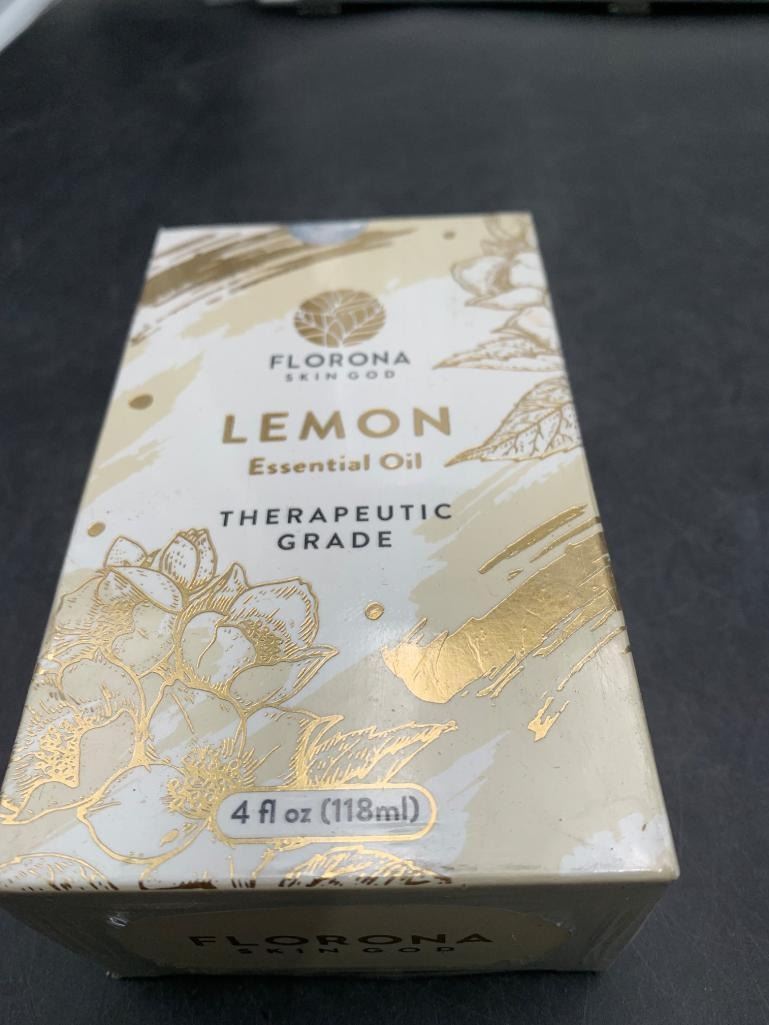 FLORONA
SKIN GOD
LEMON
Essential Oil
THERAPEUTIC
GRADE
4 fl oz (118ml)
FLORONA
SKIN GOD